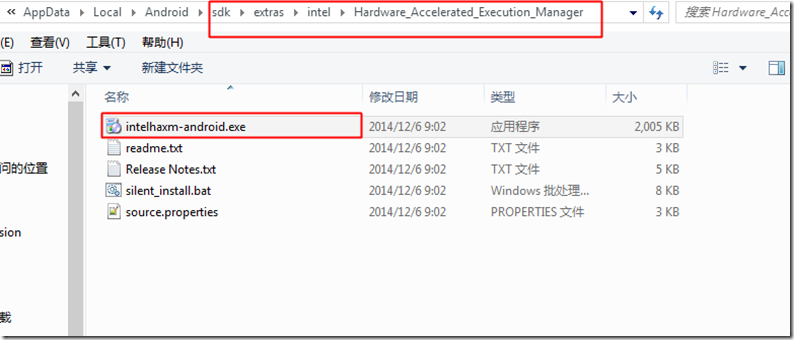 « AppData ▸ Local ▸ Android ▸ sdk ▸ extras ▸ intel ▸ Hardware_Accelerated_Execution_Manager 搜索 Hardware_Acc
(E) 查看(V) 工具(T) 帮助(H)
打开 共享 新建文件夹
名称 修改日期 类型 大小
intelhaxm-android.exe 2014/12/6 9:02 应用程序 2,005 KB
readme.txt 2014/12/6 9:02 TXT 文件 3 KB
问的位置 Release Notes.txt 2014/12/6 9:02 TXT 文件 5 KB
silent_install.bat 2014/12/6 9:02 Windows 批处理... 8 KB
source.properties 2014/12/6 9:02 PROPERTIES 文件 3 KB
sion
载